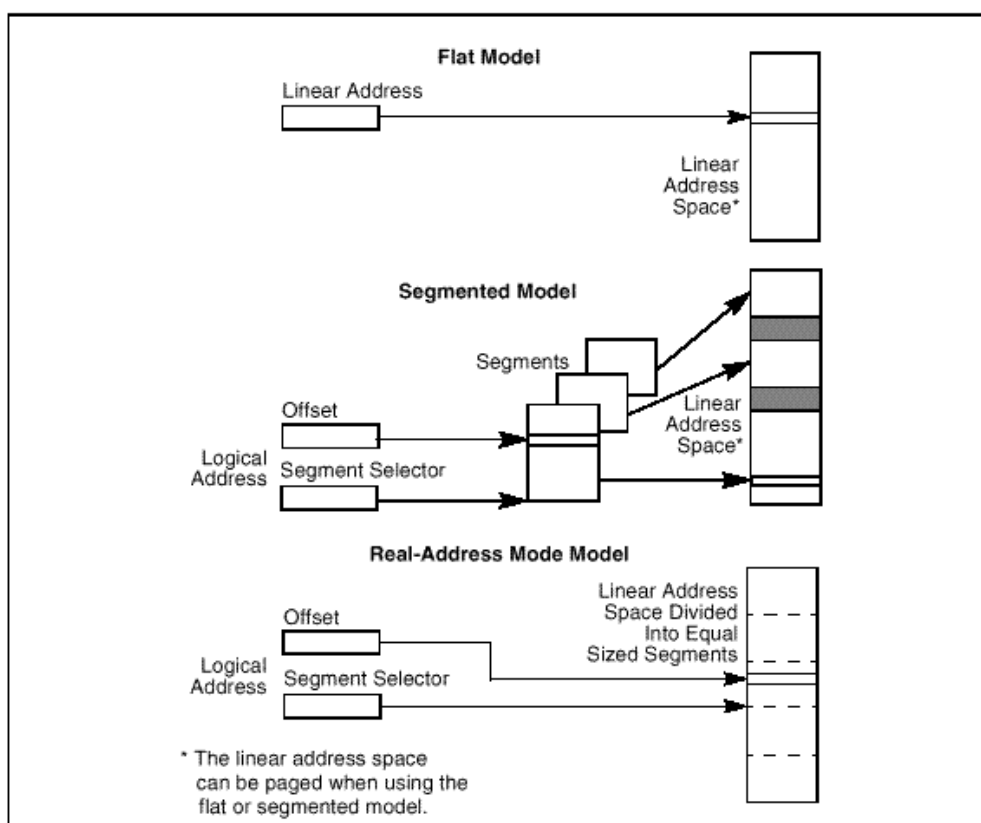 Flat Model
Linear Address
Linear
Address
Space*
Segmented Model
Segments
Offset
Logical
Address
Segment Selector
Linear
Address
Space*
Real-Address Mode Model
Offset
Logical
Address
Segment Selector
Linear Address
Space Divided
Into Equal
Sized Segments
* The linear address space
can be paged when using the
flat or segmented model.